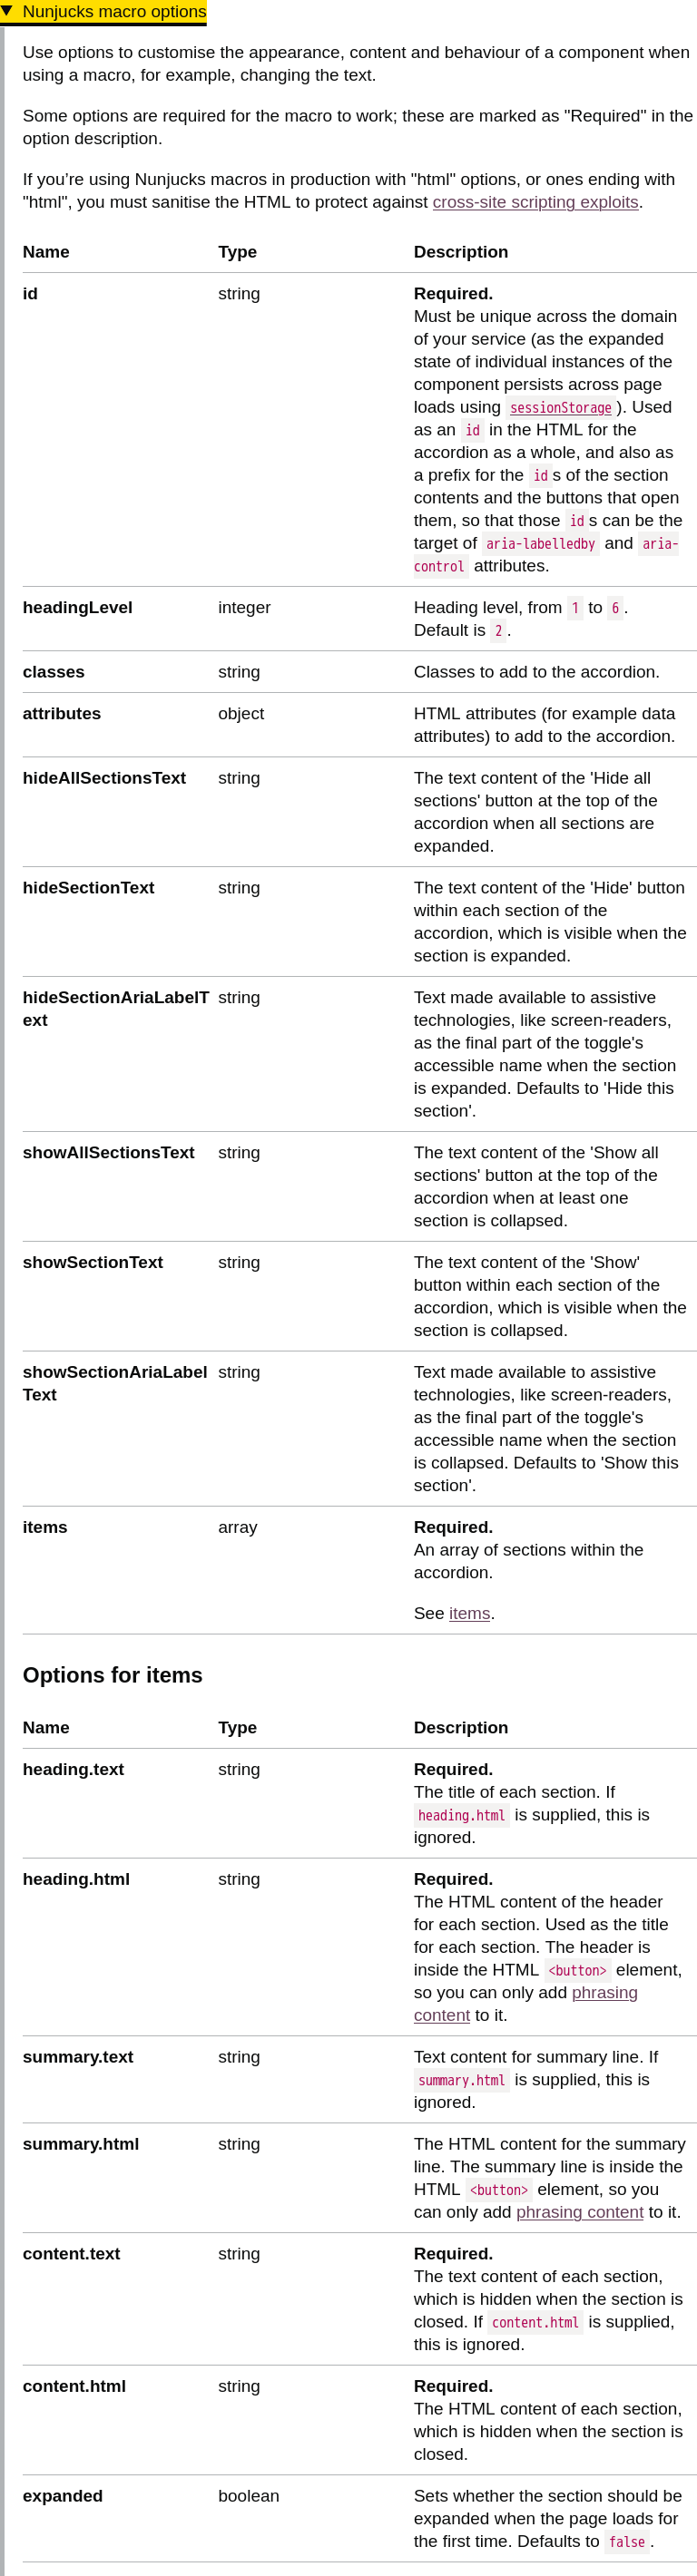 ▼ Nunjucks macro options
Use options to customise the appearance, content and behaviour of a component when
using a macro, for example, changing the text.
Some options are required for the macro to work; these are marked as "Required" in the
option description.
If you’re using Nunjucks macros in production with "html" options, or ones ending with
"html", you must sanitise the HTML to protect against cross-site scripting exploits.
Name Type Description
id string Required.
Must be unique across the domain
of your service (as the expanded
state of individual instances of the
component persists across page
loads using sessionStorage ). Used
as an id in the HTML for the
accordion as a whole, and also as
a prefix for the id s of the section
contents and the buttons that open
them, so that those id s can be the
target of aria-labelledby and aria-
control attributes.
headingLevel integer Heading level, from 1 to 6 .
Default is 2 .
classes string Classes to add to the accordion.
attributes object HTML attributes (for example data
attributes) to add to the accordion.
hideAllSectionsText string The text content of the 'Hide all
sections' button at the top of the
accordion when all sections are
expanded.
hideSectionText string The text content of the 'Hide' button
within each section of the
accordion, which is visible when the
section is expanded.
hideSectionAriaLabelT string Text made available to assistive
ext technologies, like screen-readers,
as the final part of the toggle's
accessible name when the section
is expanded. Defaults to 'Hide this
section'.
showAllSectionsText string The text content of the 'Show all
sections' button at the top of the
accordion when at least one
section is collapsed.
showSectionText string The text content of the 'Show'
button within each section of the
accordion, which is visible when the
section is collapsed.
showSectionAriaLabel string Text made available to assistive
Text technologies, like screen-readers,
as the final part of the toggle's
accessible name when the section
is collapsed. Defaults to 'Show this
section'.
items array Required.
An array of sections within the
accordion.
See items.
Options for items
Name Type Description
heading.text string Required.
The title of each section. If
heading.html is supplied, this is
ignored.
heading.html string Required.
The HTML content of the header
for each section. Used as the title
for each section. The header is
inside the HTML <button> element,
so you can only add phrasing
content to it.
summary.text string Text content for summary line. If
summary.html is supplied, this is
ignored.
summary.html string The HTML content for the summary
line. The summary line is inside the
HTML <button> element, so you
can only add phrasing content to it.
content.text string Required.
The text content of each section,
which is hidden when the section is
closed. If content.html is supplied,
this is ignored.
content.html string Required.
The HTML content of each section,
which is hidden when the section is
closed.
expanded boolean Sets whether the section should be
expanded when the page loads for
the first time. Defaults to false .